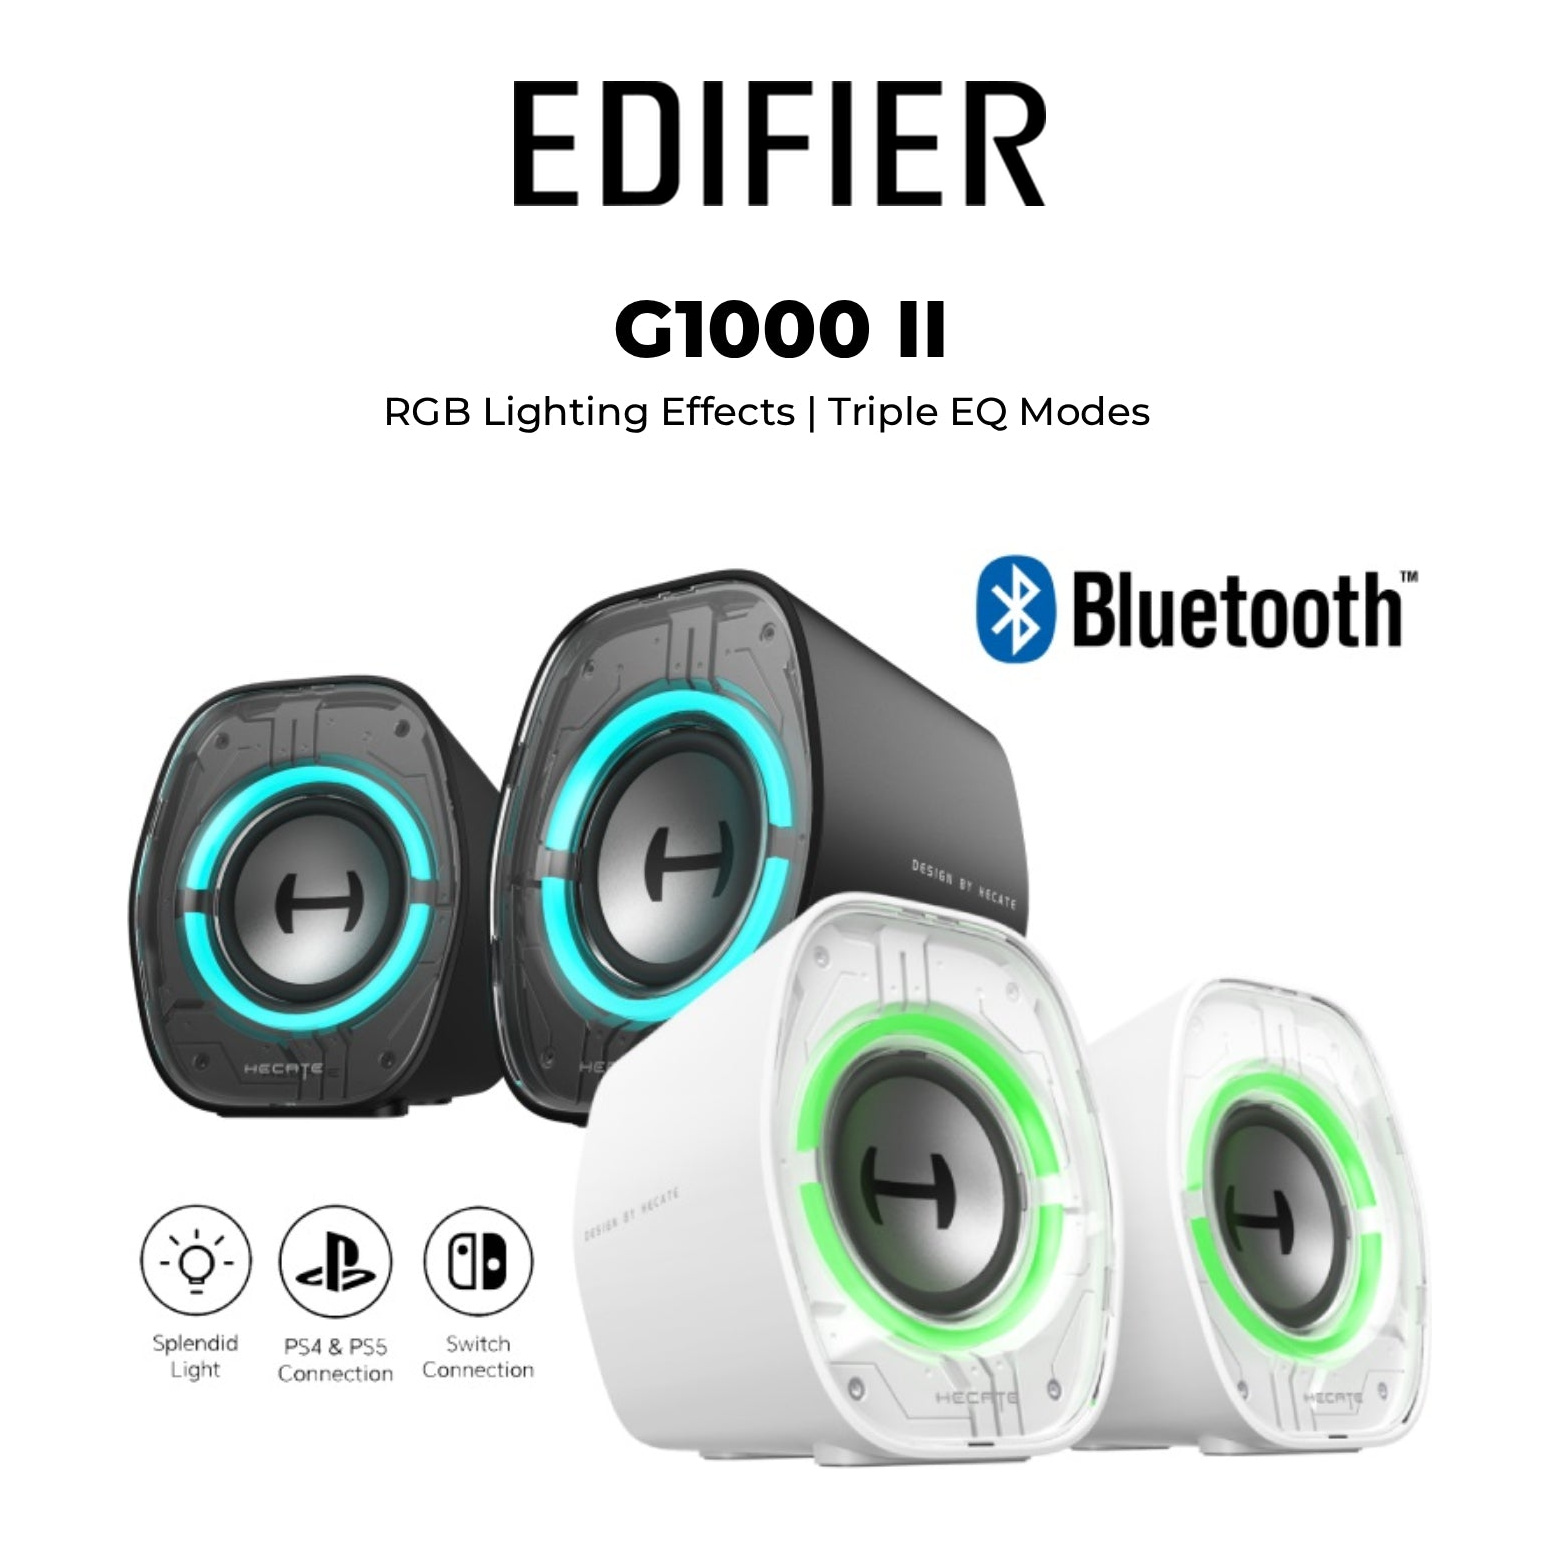 EDIFIER
G1000 II
RGB Lighting Effects | Triple EQ Modes
Bluetooth™
DESIGN BY HECATE
HECATE
HEC
DESIGN BY HECATE
HECATE
HECATE
Splendid
Light
PS4 & PS5
Connection
Switch
Connection